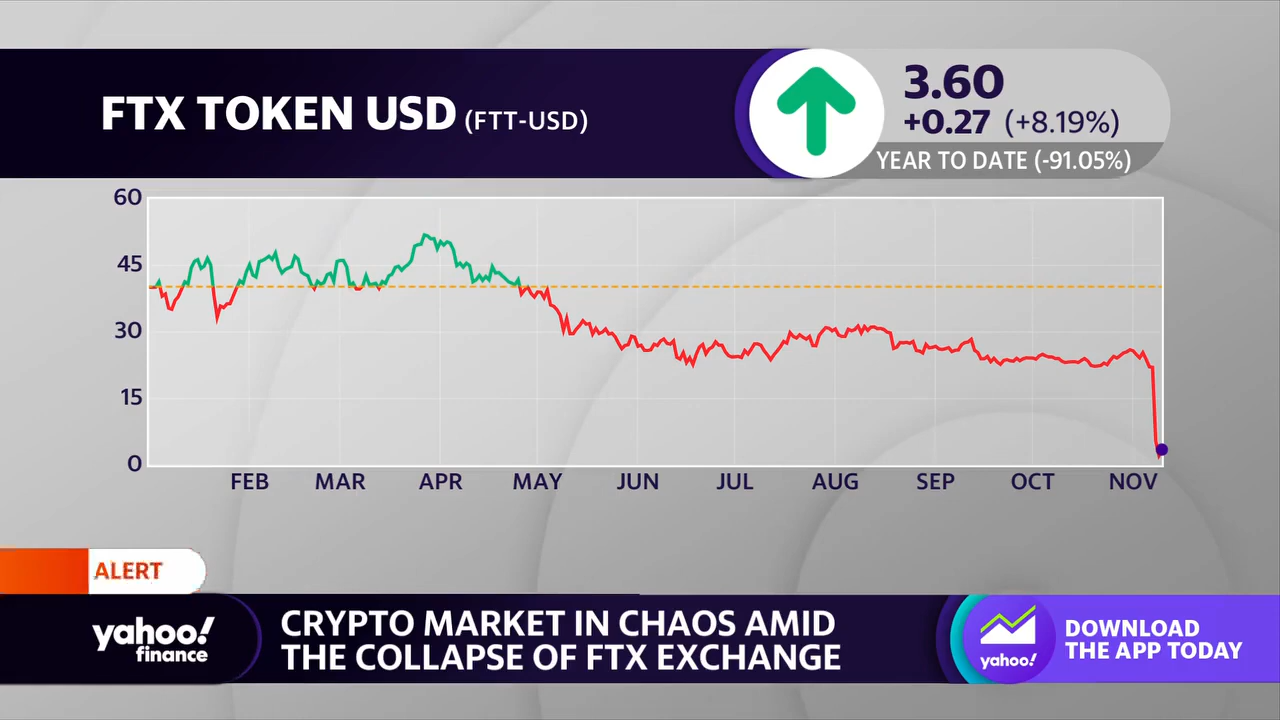 FTX TOKEN USD (FTT-USD)
3.60
+0.27 (+8.19%)
YEAR TO DATE (-91.05%)
60
45
30
15
0
FEB MAR APR MAY JUN JUL AUG SEP OCT NOV
ALERT
yahoo!
finance
CRYPTO MARKET IN CHAOS AMID
THE COLLAPSE OF FTX EXCHANGE
yahoo!
DOWNLOAD
THE APP TODAY